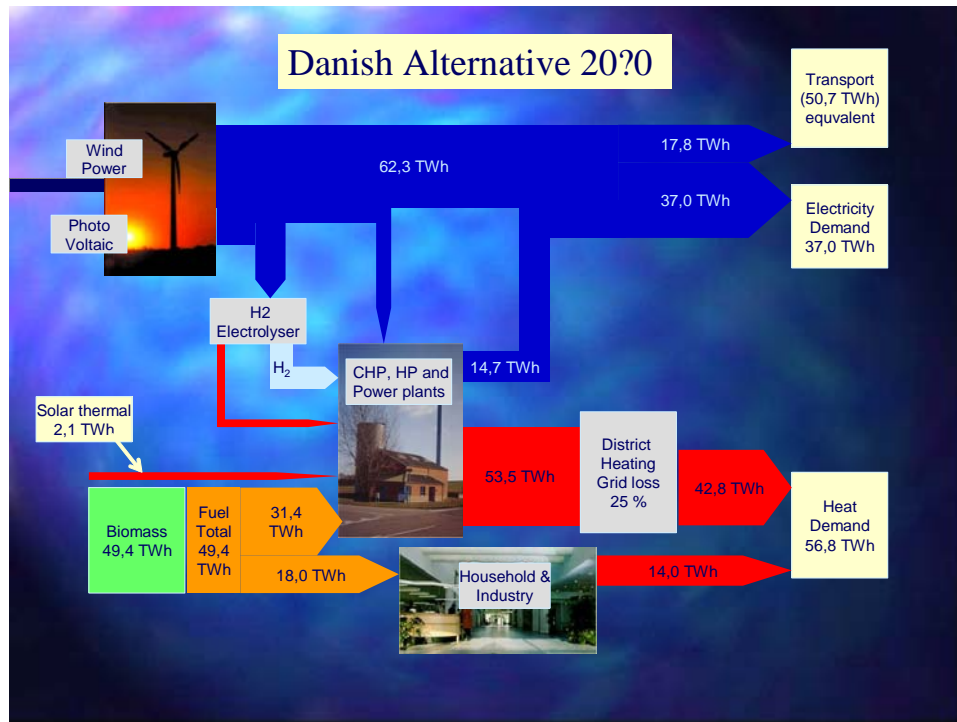 Danish Alternative 20?0
Transport
(50,7 TWh)
equvalent
Wind
Power
62,3 TWh
17,8 TWh
37,0 TWh
Photo
Voltaic
Electricity
Demand
37,0 TWh
H2
Electrolyser
H2
CHP, HP and
Power plants
14,7 TWh
Solar thermal
2,1 TWh
53,5 TWh
District
Heating
Grid loss
25 %
42,8 TWh
Biomass
49,4 TWh
Fuel
Total
49,4
TWh
31,4
TWh
18,0 TWh
Household &
Industry
14,0 TWh
Heat
Demand
56,8 TWh